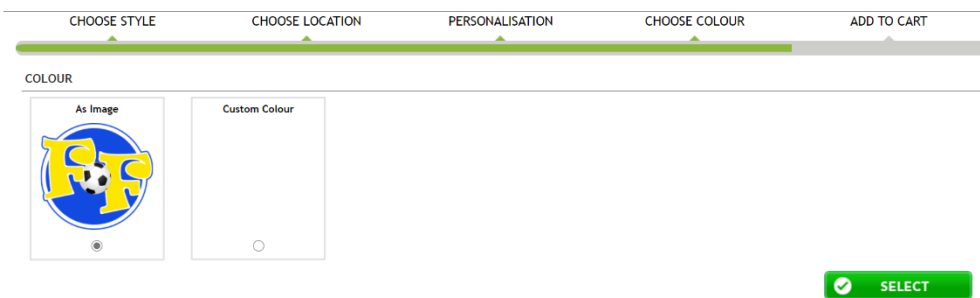 CHOOSE STYLE CHOOSE LOCATION PERSONALISATION CHOOSE COLOUR ADD TO CART
COLOUR
As Image Custom Colour
FF
SELECT